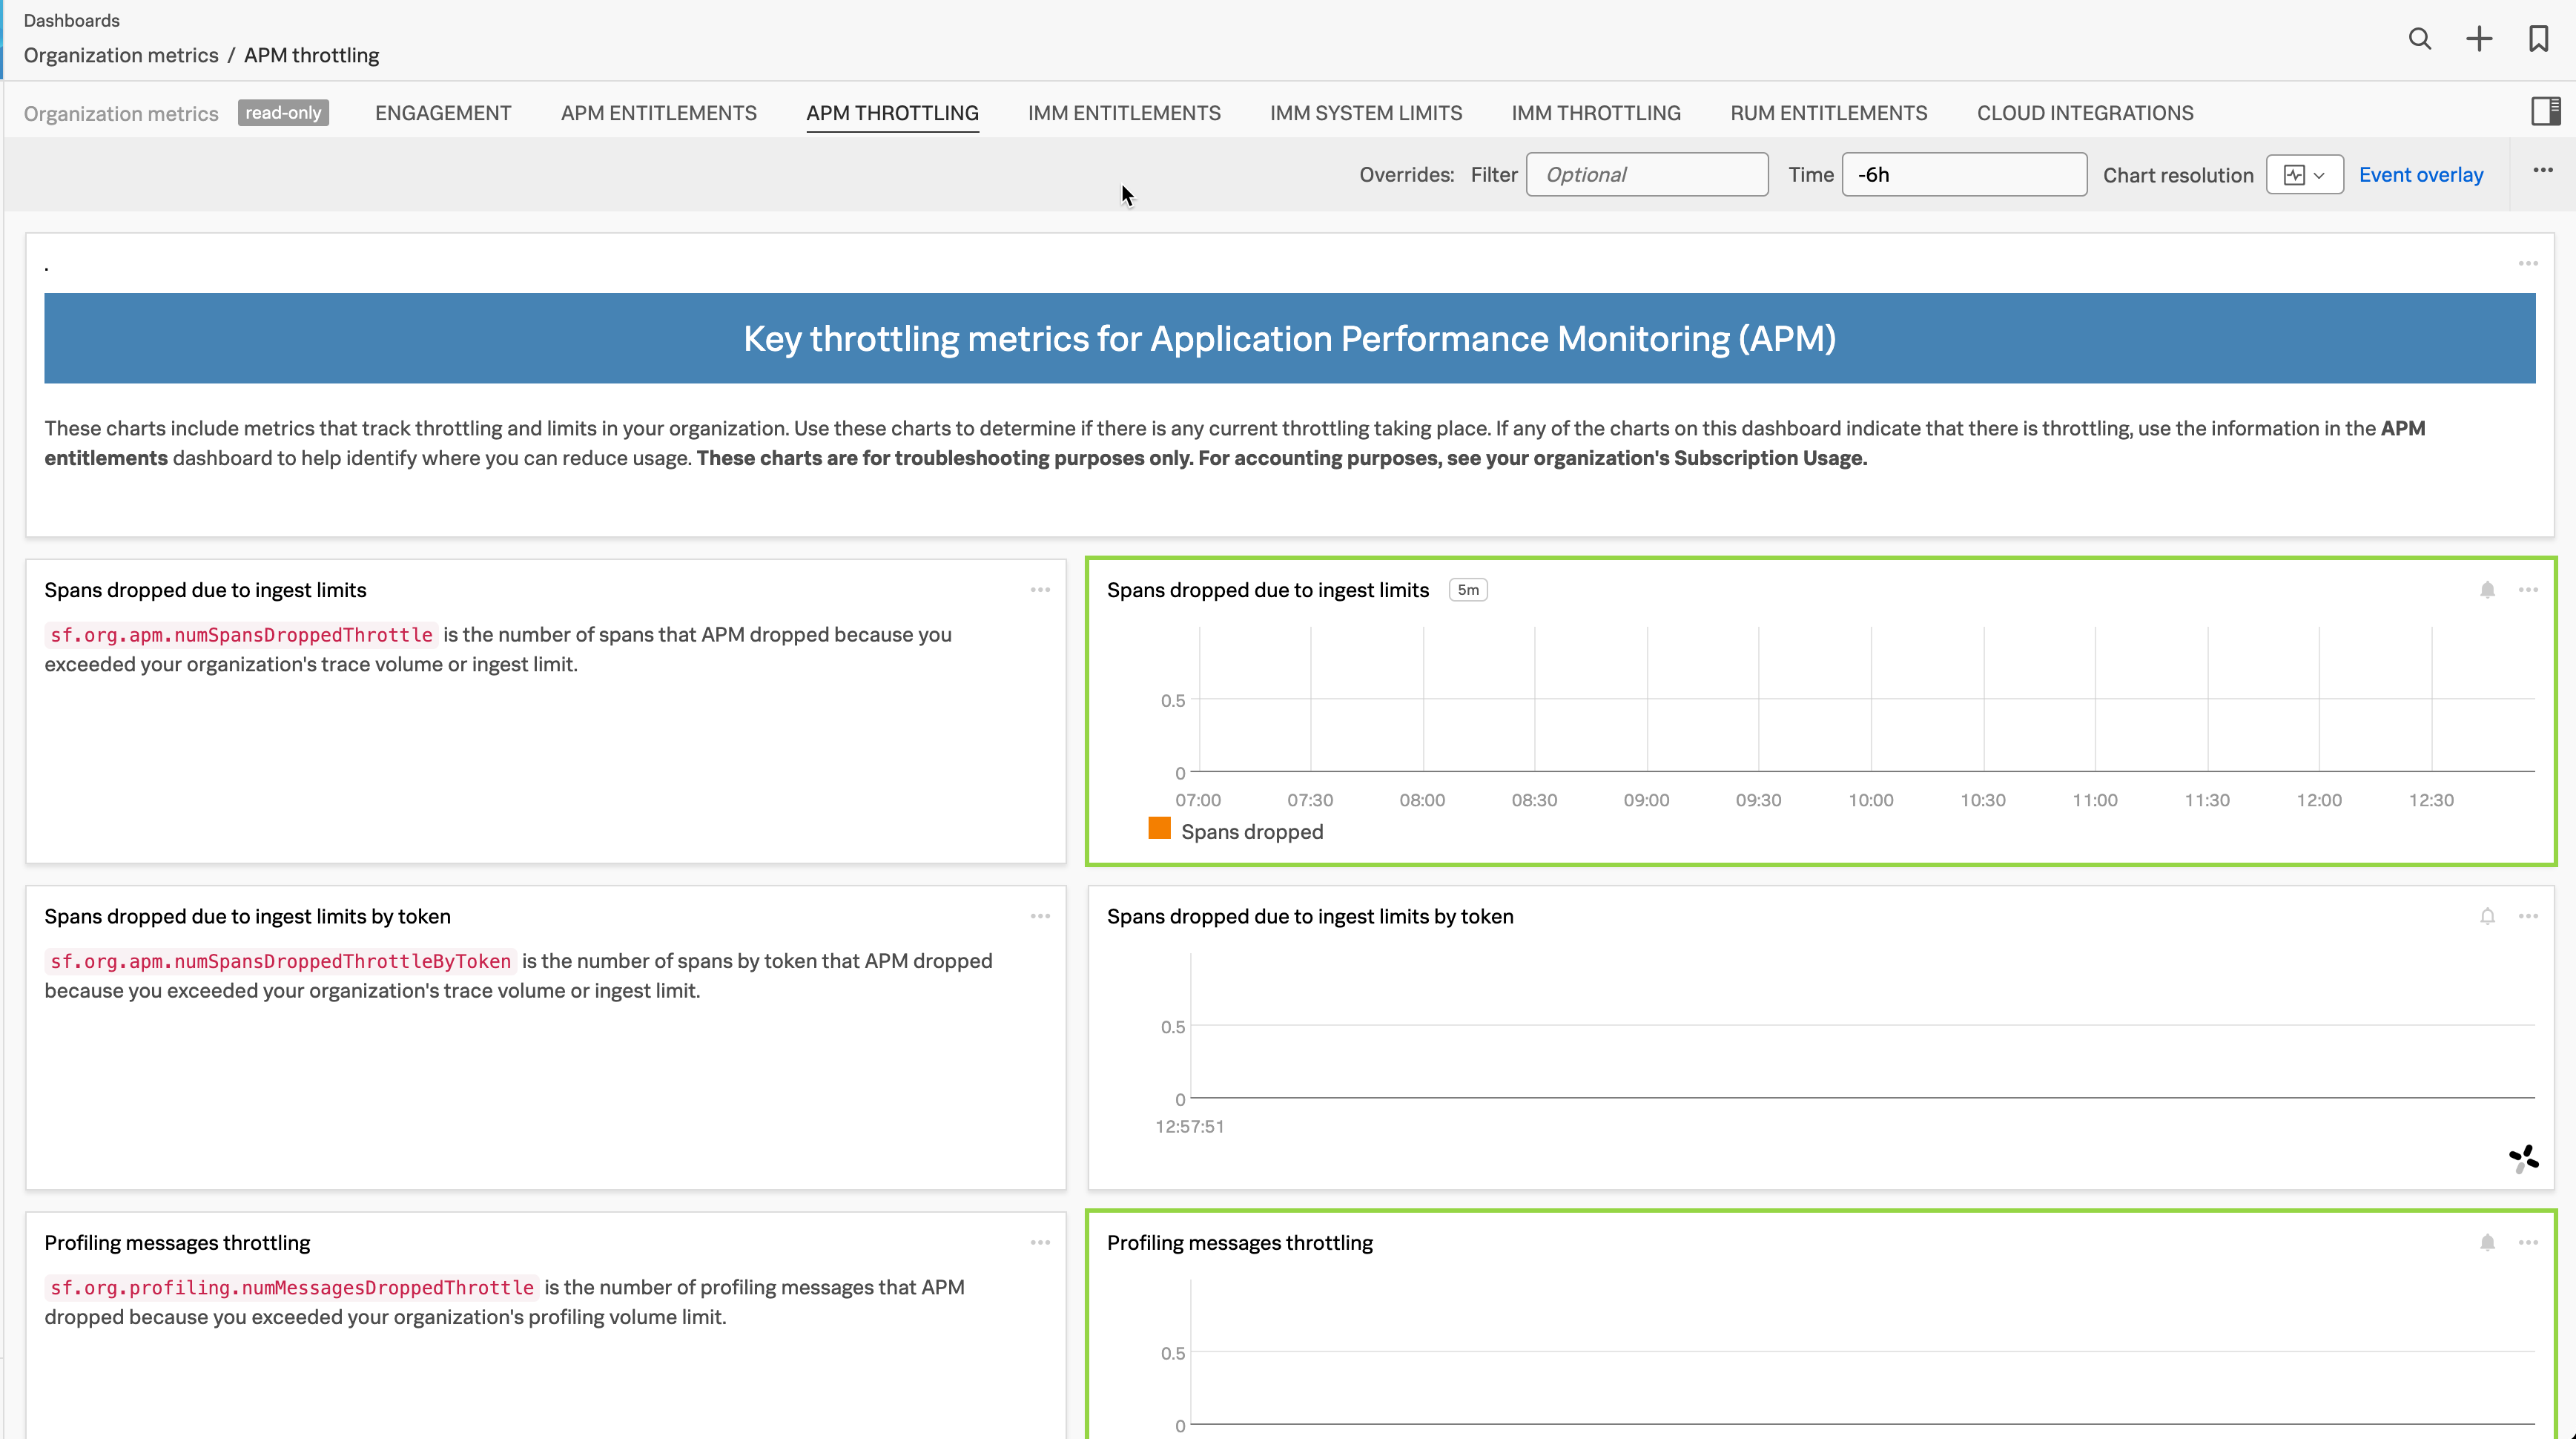 Dashboards
Organization metrics / APM throttling
Organization metrics read-only ENGAGEMENT APM ENTITLEMENTS APM THROTTLING IMM ENTITLEMENTS IMM SYSTEM LIMITS IMM THROTTLING RUM ENTITLEMENTS CLOUD INTEGRATIONS
Overrides: Filter Optional Time -6h Chart resolution Event overlay
.
Key throttling metrics for Application Performance Monitoring (APM)
These charts include metrics that track throttling and limits in your organization. Use these charts to determine if there is any current throttling taking place. If any of the charts on this dashboard indicate that there is throttling, use the information in the APM
entitlements dashboard to help identify where you can reduce usage. These charts are for troubleshooting purposes only. For accounting purposes, see your organization's Subscription Usage.
Spans dropped due to ingest limits
sf.org.apm.numSpansDroppedThrottle is the number of spans that APM dropped because you
exceeded your organization's trace volume or ingest limit.
Spans dropped due to ingest limits 5m
0.5
0
07:00 07:30 08:00 08:30 09:00 09:30 10:00 10:30 11:00 11:30 12:00 12:30
Spans dropped
Spans dropped due to ingest limits by token
sf.org.apm.numSpansDroppedThrottleByToken is the number of spans by token that APM dropped
because you exceeded your organization's trace volume or ingest limit.
Spans dropped due to ingest limits by token
0.5
0
12:57:51
Profiling messages throttling
sf.org.profiling.numMessagesDroppedThrottle is the number of profiling messages that APM
dropped because you exceeded your organization's profiling volume limit.
Profiling messages throttling
0.5
0